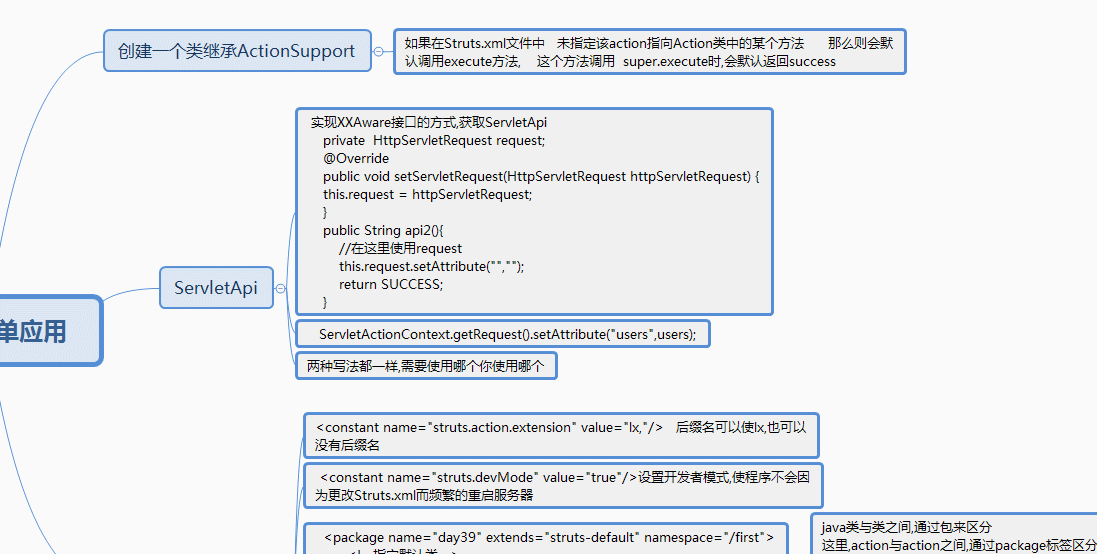 创建一个类继承ActionSupport
如果在Struts.xml文件中 未指定该action指向Action类中的某个方法 那么则会默
认调用execute方法, 这个方法调用 super.execute时,会默认返回success
实现XXAware接口的方式,获取ServletApi
private HttpServletRequest request;
@Override
public void setServletRequest(HttpServletRequest httpServletRequest) {
this.request = httpServletRequest;
}
public String api2(){
//在这里使用request
this.request.setAttribute("","");
return SUCCESS;
}
ServletApi
ServletActionContext.getRequest().setAttribute("users",users);
单应用
两种写法都一样,需要使用哪个你使用哪个
<constant name="struts.action.extension" value="lx,"/> 后缀名可以使lx,也可以
没有后缀名
<constant name="struts.devMode" value="true"/>设置开发者模式,使程序不会因
为更改Struts.xml而频繁的重启服务器
<package name="day39" extends="struts-default" namespace="/first">
java类与类之间,通过包来区分
这里,action与action之间,通过package标签区分